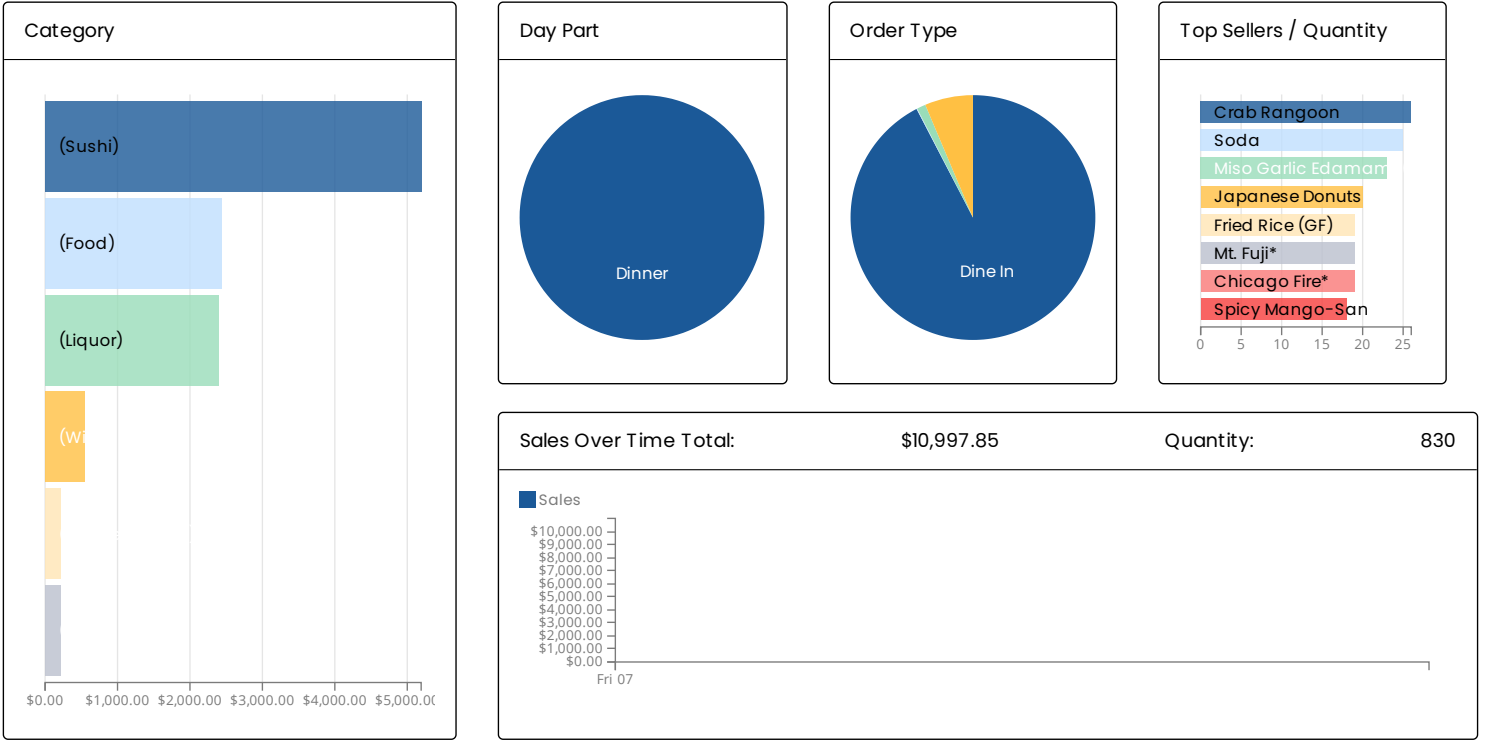 Category
(Sushi)
(Food)
(Liquor)
(Wi
$0.00 $1,000.00 $2,000.00 $3,000.00 $4,000.00 $5,000.0
Day Part
Dinner
Order Type
Dine In
Top Sellers / Quantity
Crab Rangoon
Soda
Miso Garlic Edamam
Japanese Donuts
Fried Rice (GF)
Mt. Fuji*
Chicago Fire*
Spicy Mango-San
0 5 10 15 20 25
Sales Over Time Total: $10,997.85 Quantity: 830
Sales
$10,000.00
$9,000.00
$8,000.00
$7,000.00
$6,000.00
$5,000.00
$4,000.00
$3,000.00
$2,000.00
$1,000.00
$0.00
Fri 07